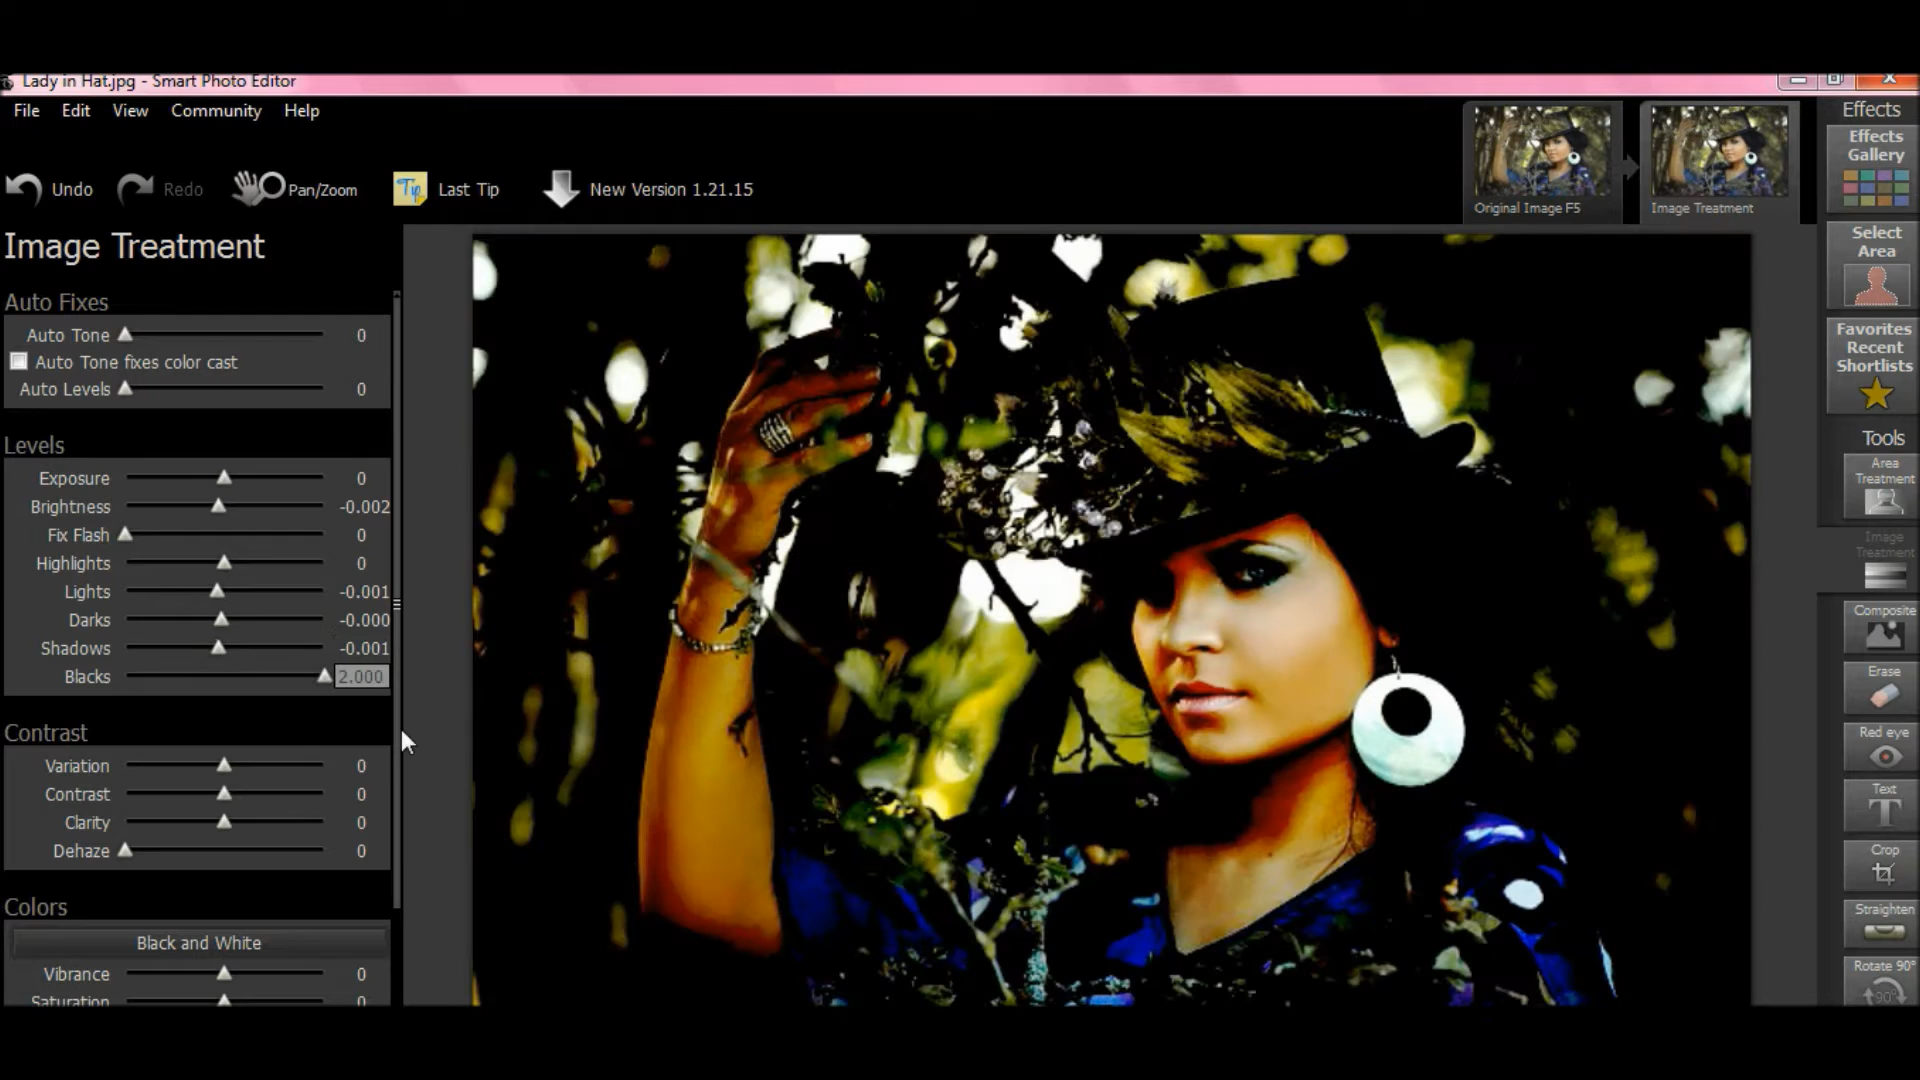 Lady in Hat.jpg - Smart Photo Editor
File Edit View Community Help
Undo Redo Pan/Zoom Tip Last Tip New Version 1.21.15
Original Image F5
Image Treatment
Image Treatment
Auto Fixes
Auto Tone 0
Auto Tone fixes color cast
Auto Levels 0
Levels
Exposure 0
Brightness -0.002
Fix Flash 0
Highlights 0
Lights -0.001
Darks -0.000
Shadows -0.001
Blacks 2.000
Contrast
Variation 0
Contrast 0
Clarity 0
Dehaze 0
Colors
Black and White
Vibrance 0
Saturation 0
Effects
Effects
Gallery
Select
Area
Favorites
Recent
Shortlists
Tools
Area
Treatment
Image
Treatment
Composite
Erase
Red eye
Text
T
Crop
Straighten
Rotate 90°
90°